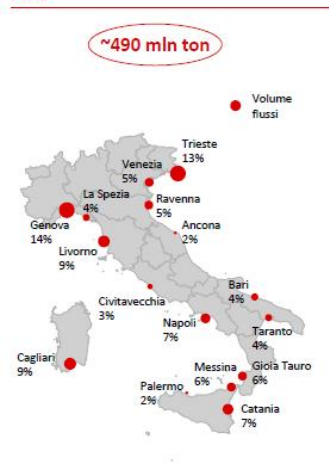 ~490 mln ton
Volume
flussi
Trieste
13%
Venezia
5%
La Spezia
4%
Ravenna
5%
Genova
14%
Ancona
2%
Livorno
9%
Civitavecchia
3%
Bari
4%
Napoli
7%
Taranto
4%
Cagliari
9%
Messina
6%
Gioia Tauro
6%
Palermo
2%
Catania
7%